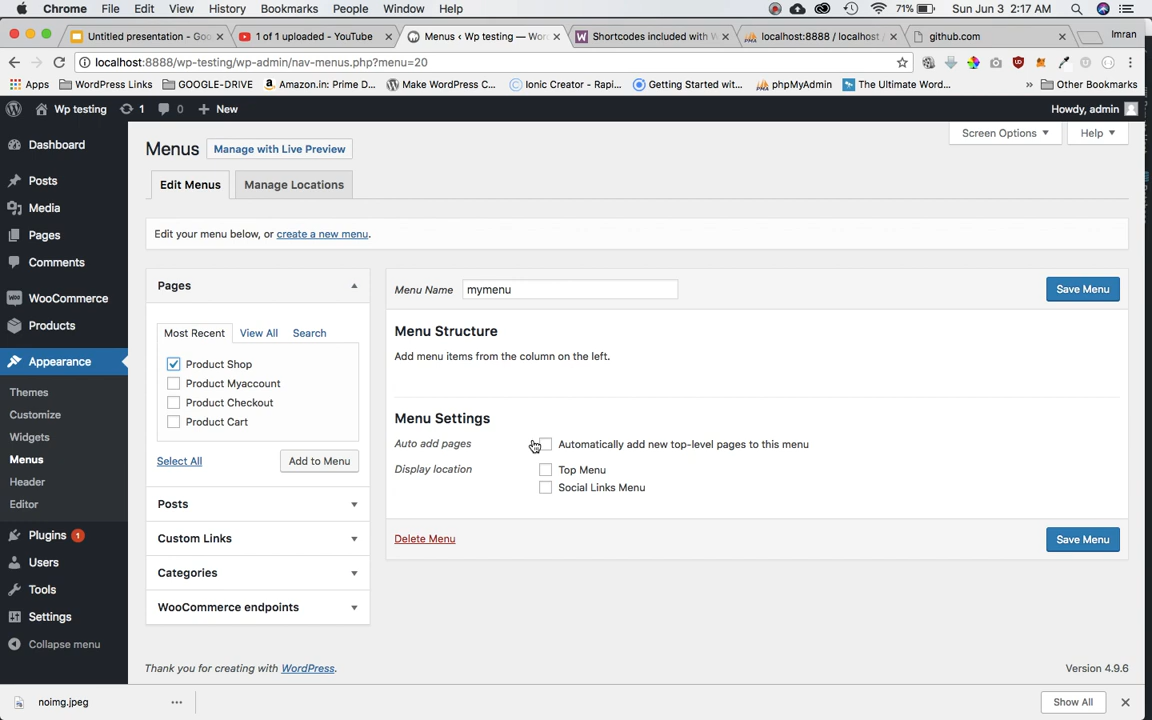 Chrome File Edit View History Bookmarks People Window Help 71% Sun Jun 3 2:17 AM
Untitled presentation - Goo 1 of 1 uploaded - YouTube Menus ‹ Wp testing — Wor Shortcodes included with W localhost:8888 / localhost / github.com Imran
localhost:8888/wp-testing/wp-admin/nav-menus.php?menu=20
Apps WordPress Links GOOGLE-DRIVE Amazon.in: Prime D... Make WordPress C... Ionic Creator - Rapi... Getting Started wit... phpMyAdmin The Ultimate Word... » Other Bookmarks
Wp testing 1 0 + New Howdy, admin
Screen Options ▼ Help ▼
Menus Manage with Live Preview
Edit Menus Manage Locations
Edit your menu below, or create a new menu.
Dashboard
Posts
Media
Pages
Comments
WooCommerce
Products
Appearance
Themes
Customize
Widgets
Menus
Header
Editor
Plugins 1
Users
Tools
Settings
Collapse menu
Pages
Most Recent View All Search
Product Shop
Product Myaccount
Product Checkout
Product Cart
Select All Add to Menu
Posts
Custom Links
Categories
WooCommerce endpoints
Menu Name mymenu Save Menu
Menu Structure
Add menu items from the column on the left.
Menu Settings
Auto add pages Automatically add new top-level pages to this menu
Display location Top Menu
Social Links Menu
Delete Menu Save Menu
Thank you for creating with WordPress. Version 4.9.6
noimg.jpeg Show All